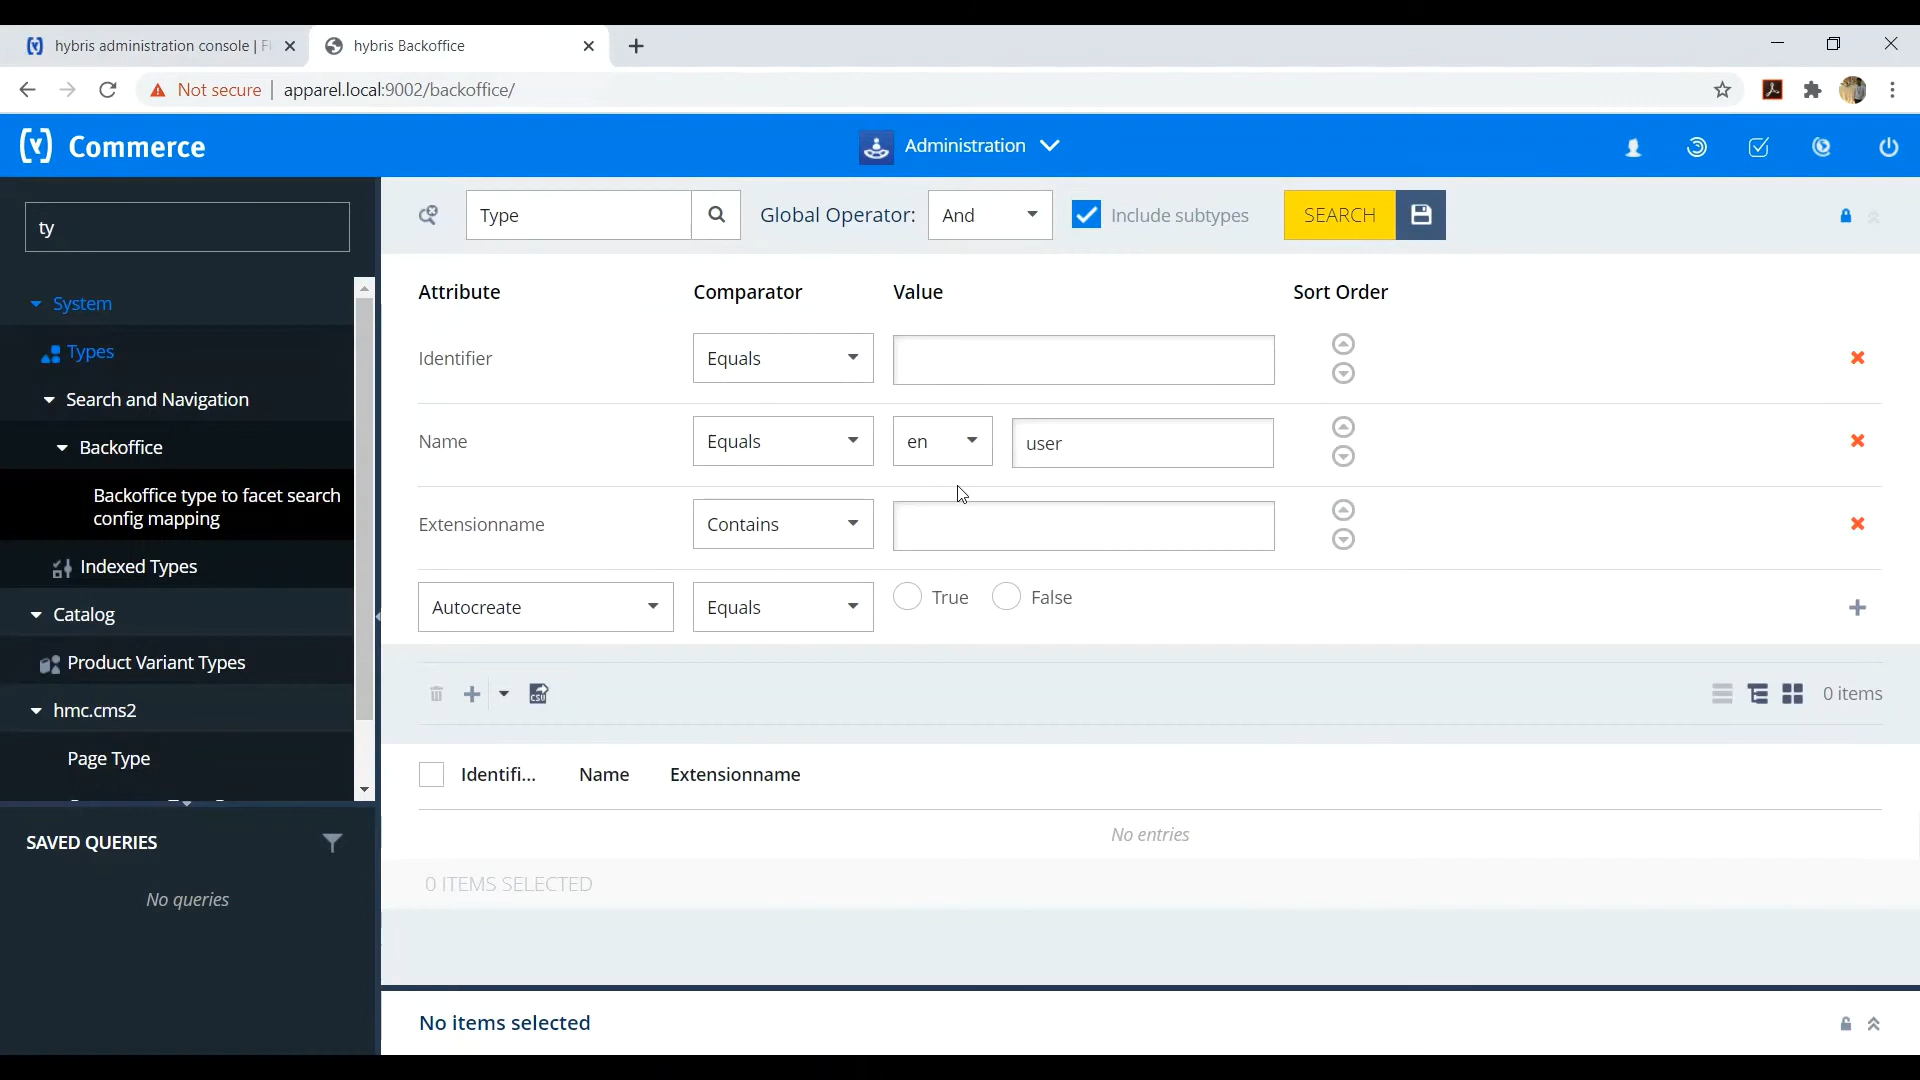 hybris administration console | Fl
hybris Backoffice
Not secure
apparel.local:9002/backoffice/
Commerce
Administration
ty
Type
Global Operator:
And
Include subtypes
SEARCH
System
Types
Search and Navigation
Backoffice
Backoffice type to facet search
config mapping
Indexed Types
Catalog
Product Variant Types
hmc.cms2
Page Type
SAVED QUERIES
No queries
Attribute Comparator Value Sort Order
Identifier Equals
Name Equals en user
Extensionname Contains
Autocreate Equals True False
CSV
0 items
Identifi... Name Extensionname
No entries
0 ITEMS SELECTED
No items selected